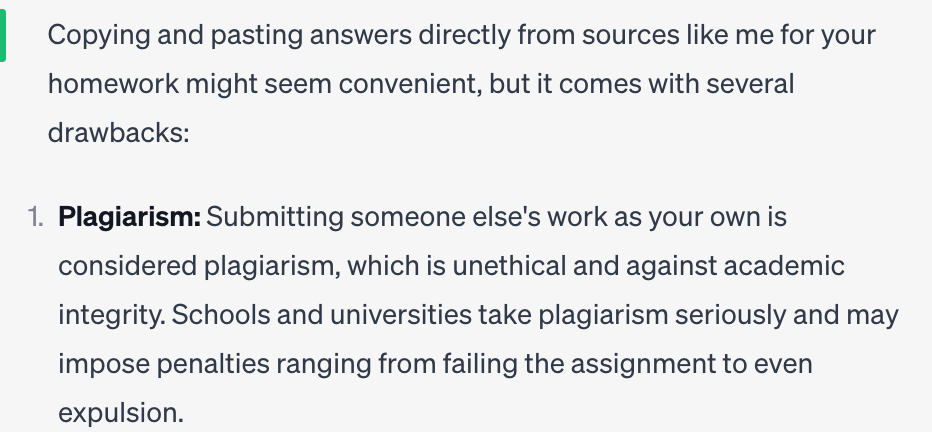 Copying and pasting answers directly from sources like me for your
homework might seem convenient, but it comes with several
drawbacks:
1. Plagiarism: Submitting someone else's work as your own is
considered plagiarism, which is unethical and against academic
integrity. Schools and universities take plagiarism seriously and may
impose penalties ranging from failing the assignment to even
expulsion.